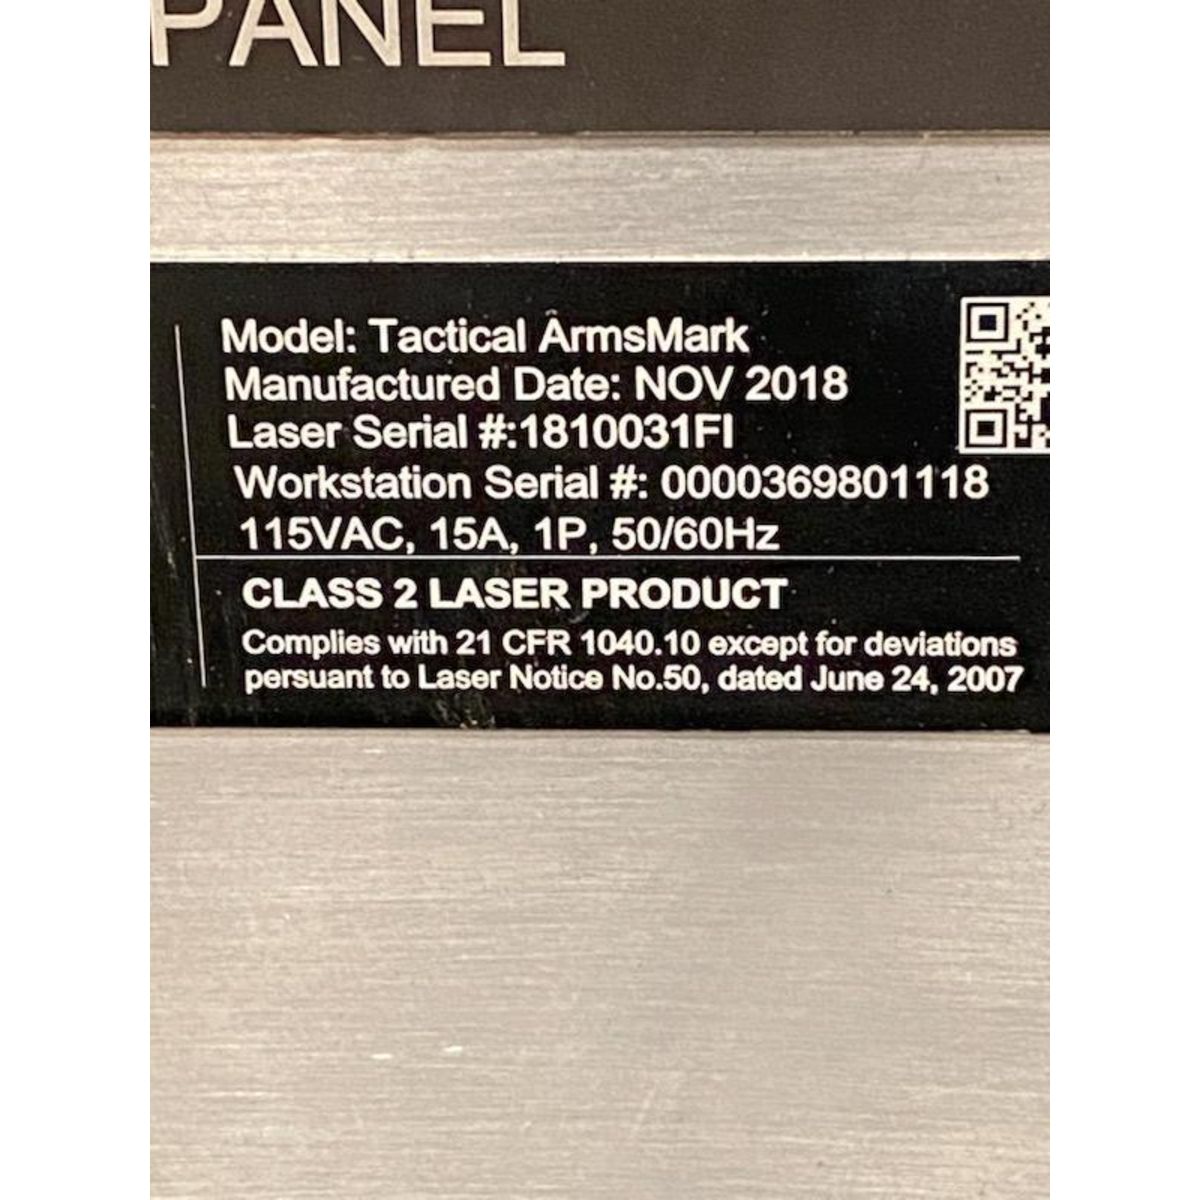 PANEL
Model: Tactical ArmsMark
Manufactured Date: NOV 2018
Laser Serial #:1810031FI
Workstation Serial #: 0000369801118
115VAC, 15A, 1P, 50/60Hz
CLASS 2 LASER PRODUCT
Complies with 21 CFR 1040.10 except for deviations
persuant to Laser Notice No.50, dated June 24, 2007